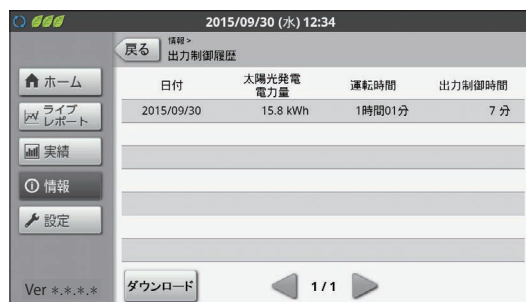 2015/09/30 (水) 12:34
戻る
情報>
出力制御履歴
ホーム
ライブ
レポート
実績
情報
設定
Ver *.*.*.*
日付
太陽光発電
電力量
運転時間
出力制御時間
2015/09/30 15.8 kWh 1時間01分 7 分
ダウンロード
1/1